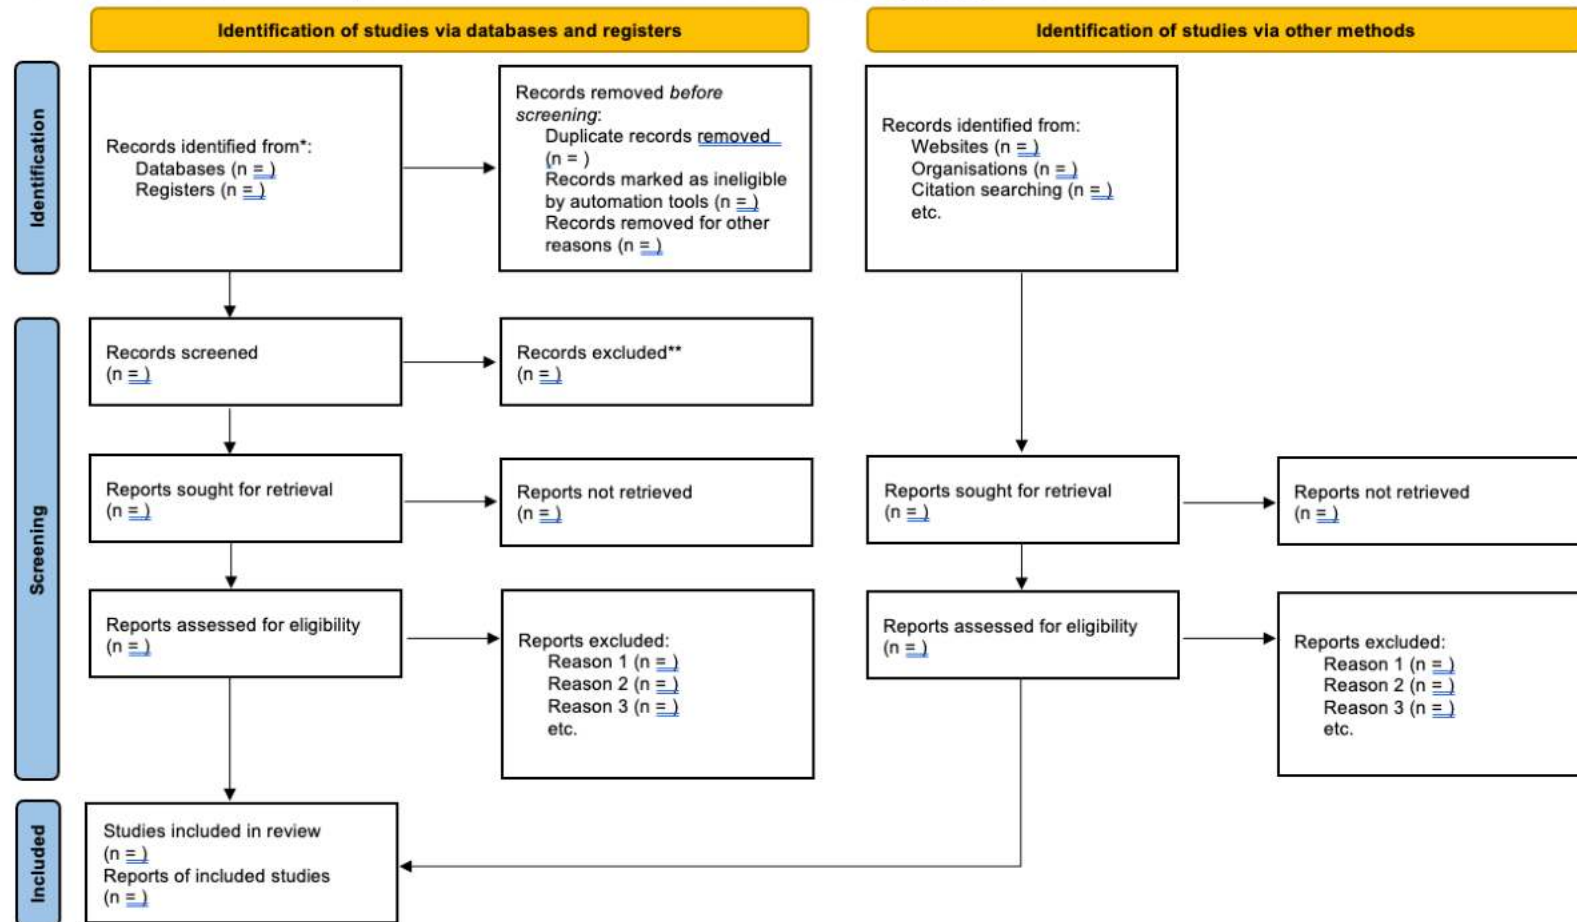 Identification of studies via databases and registers
Identification of studies via other methods
Identification
Records identified from*:
Databases (n = )
Registers (n = )
Records removed before
screening:
Duplicate records removed
(n = )
Records marked as ineligible
by automation tools (n = )
Records removed for other
reasons (n = )
Records identified from:
Websites (n = )
Organisations (n = )
Citation searching (n = )
etc.
Screening
Records screened
(n = )
Records excluded**
(n = )
Reports sought for retrieval
(n = )
Reports not retrieved
(n = )
Reports sought for retrieval
(n = )
Reports not retrieved
(n = )
Reports assessed for eligibility
(n = )
Reports excluded:
Reason 1 (n = )
Reason 2 (n = )
Reason 3 (n = )
etc.
Reports assessed for eligibility
(n = )
Reports excluded:
Reason 1 (n = )
Reason 2 (n = )
Reason 3 (n = )
etc.
Included
Studies included in review
(n = )
Reports of included studies
(n = )